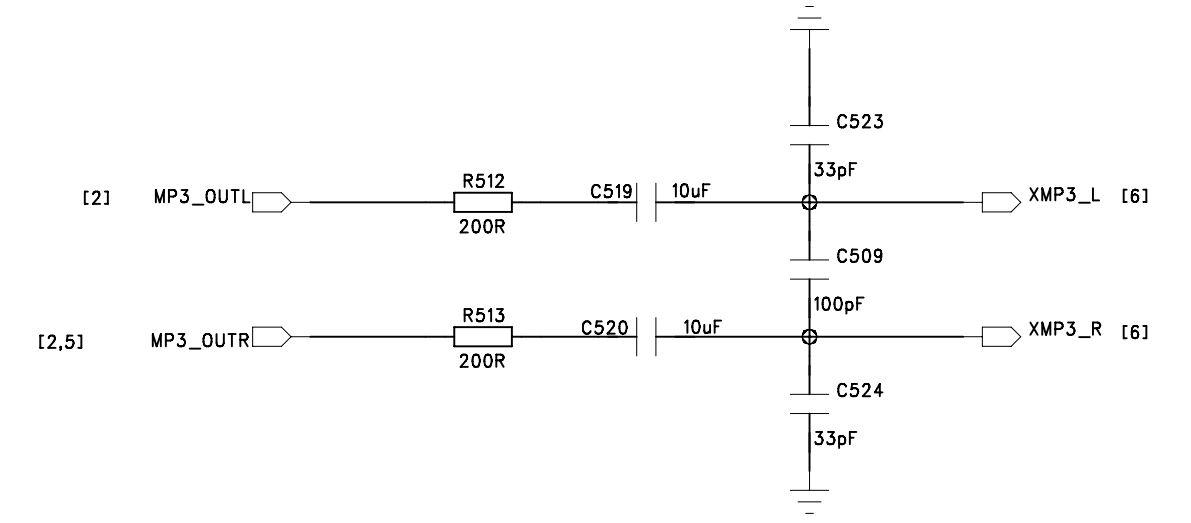 C523
33pF
[2] MP3_OUTL R512 C519 10uF XMP3_L [6]
200R
C509
100pF
[2,5] MP3_OUTR R513 C520 10uF XMP3_R [6]
200R
C524
33pF